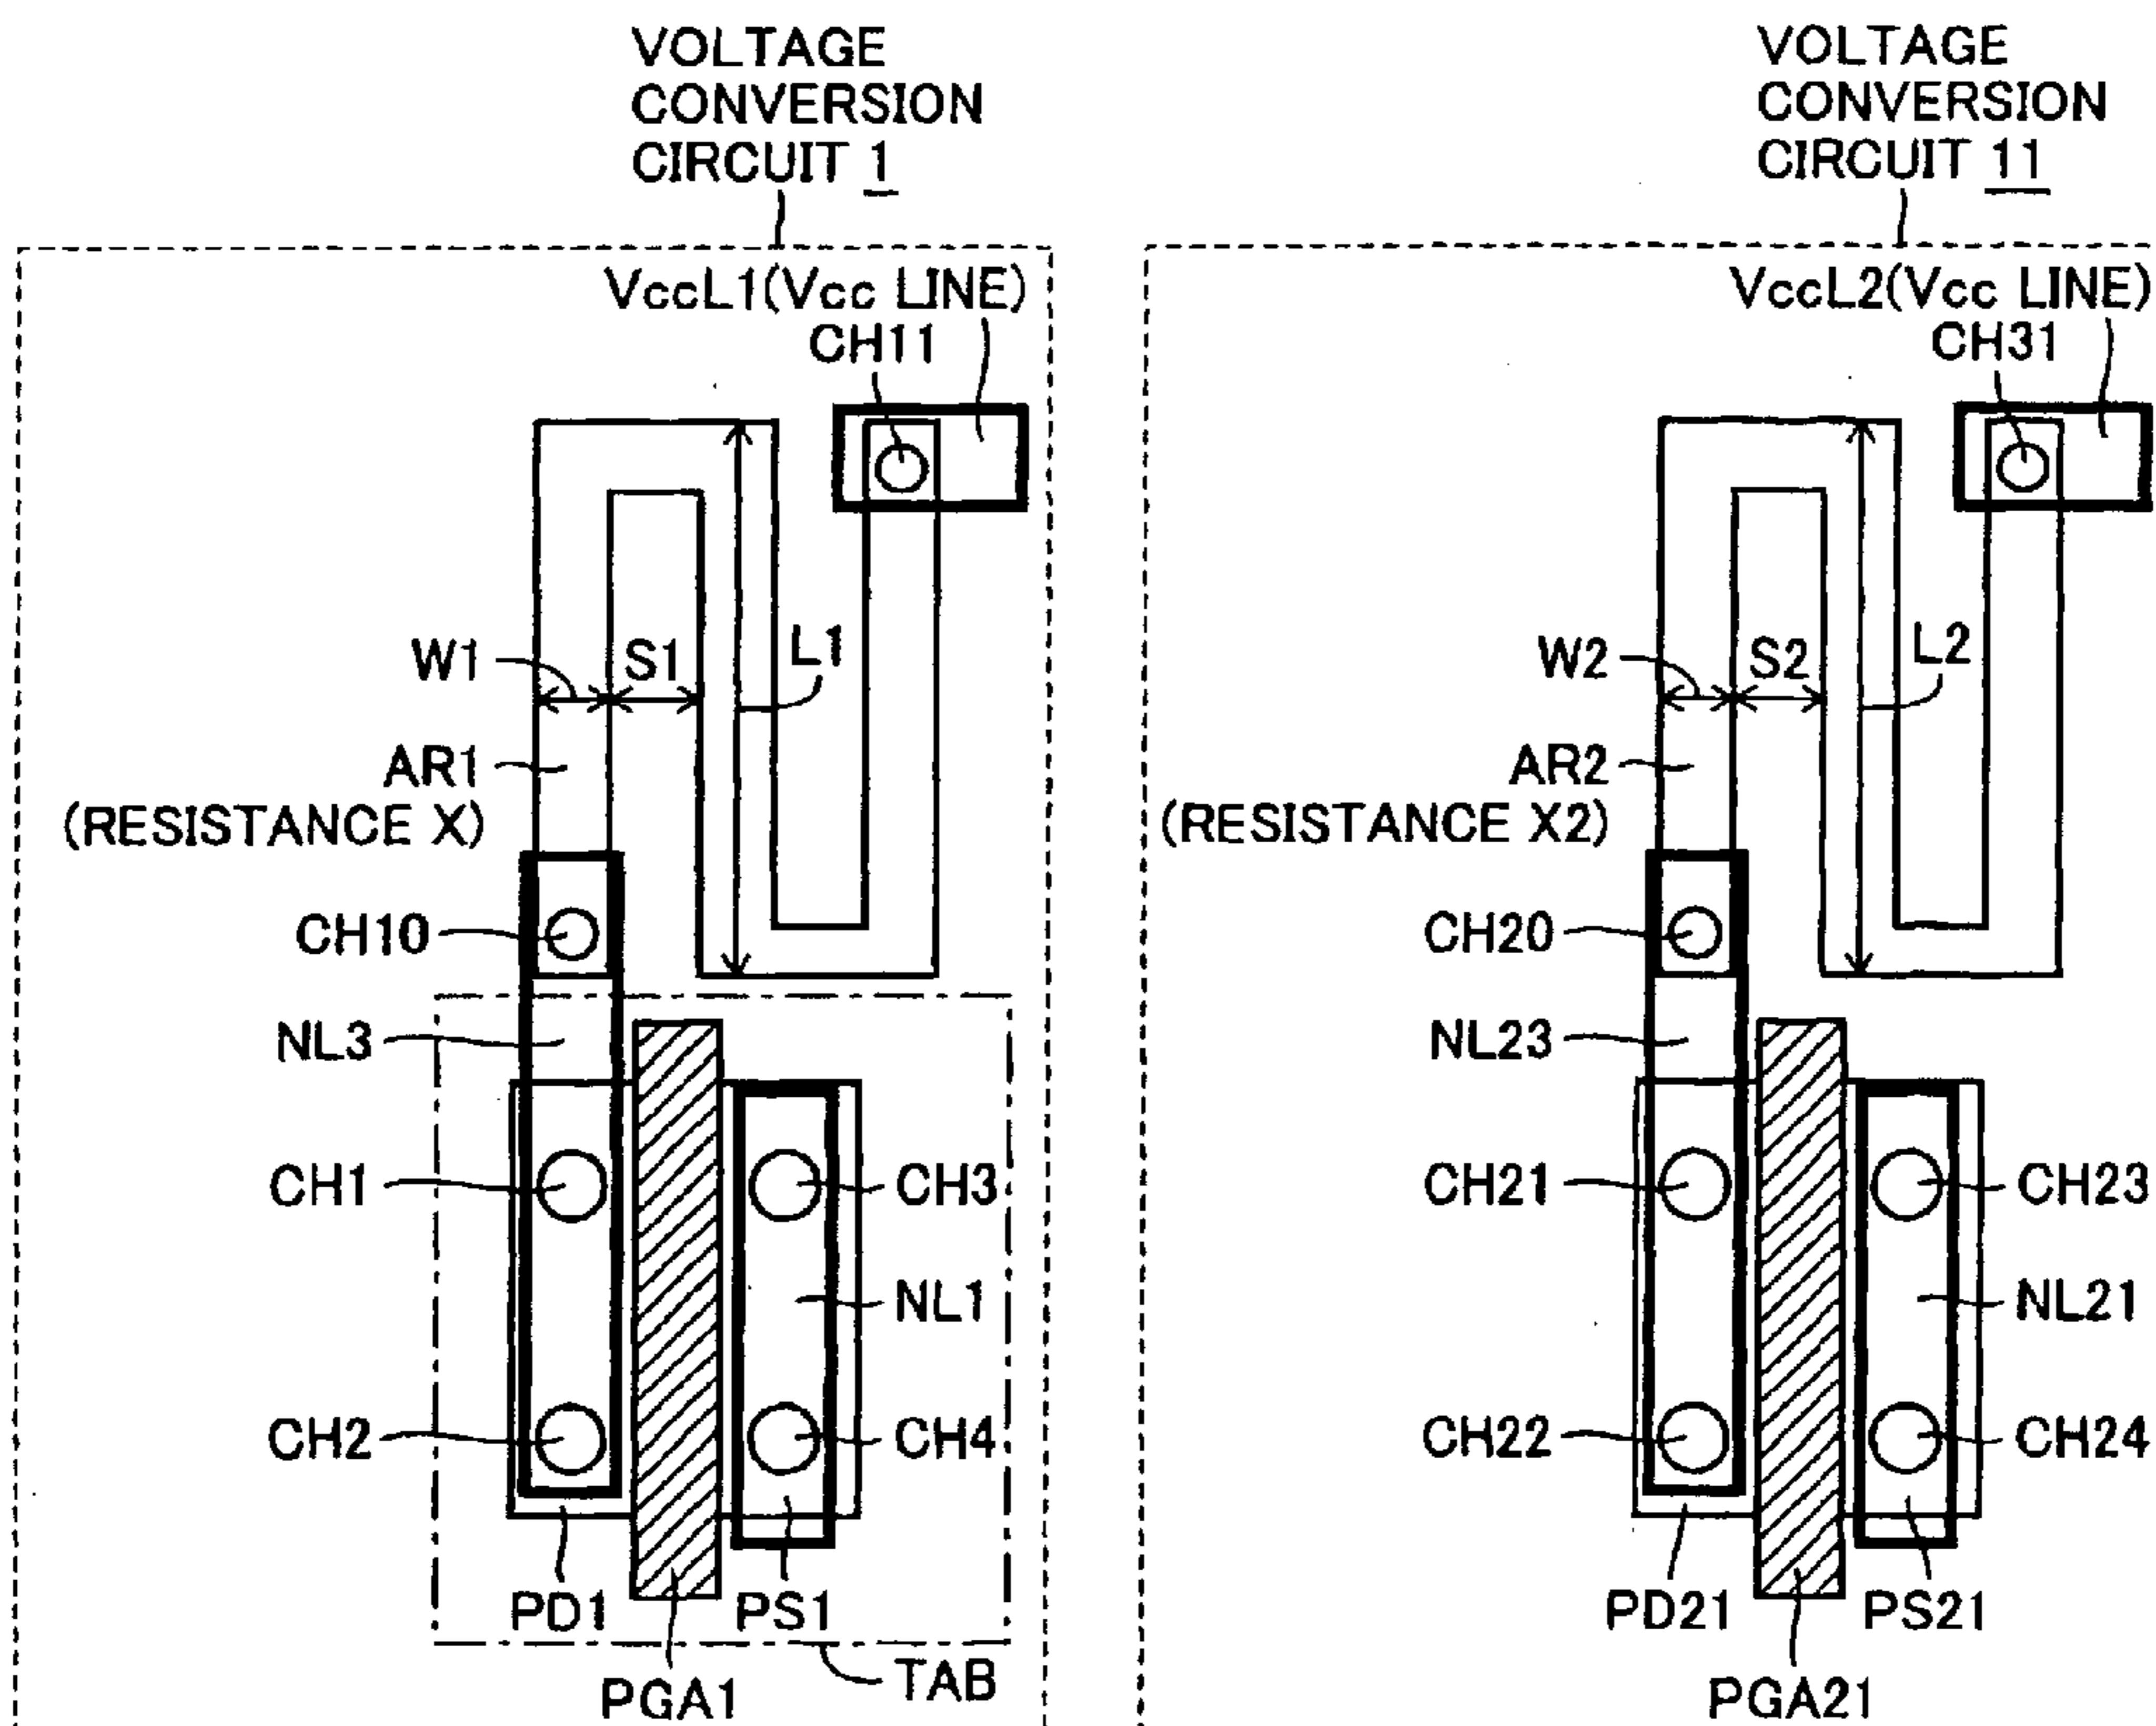 VOLTAGE
CONVERSION
CIRCUIT 1
VccL1(Vcc LINE)
CH11
W1
S1
L1
AR1
(RESISTANCE X)
CH10
NL3
CH1
CH3
NL1
CH2
CH4
PD1
PS1
PGA1
TAB
VOLTAGE
CONVERSION
CIRCUIT 11
VccL2(Vcc LINE)
CH31
W2
S2
L2
AR2
(RESISTANCE X2)
CH20
NL23
CH21
CH23
NL21
CH22
CH24
PD21
PS21
PGA21